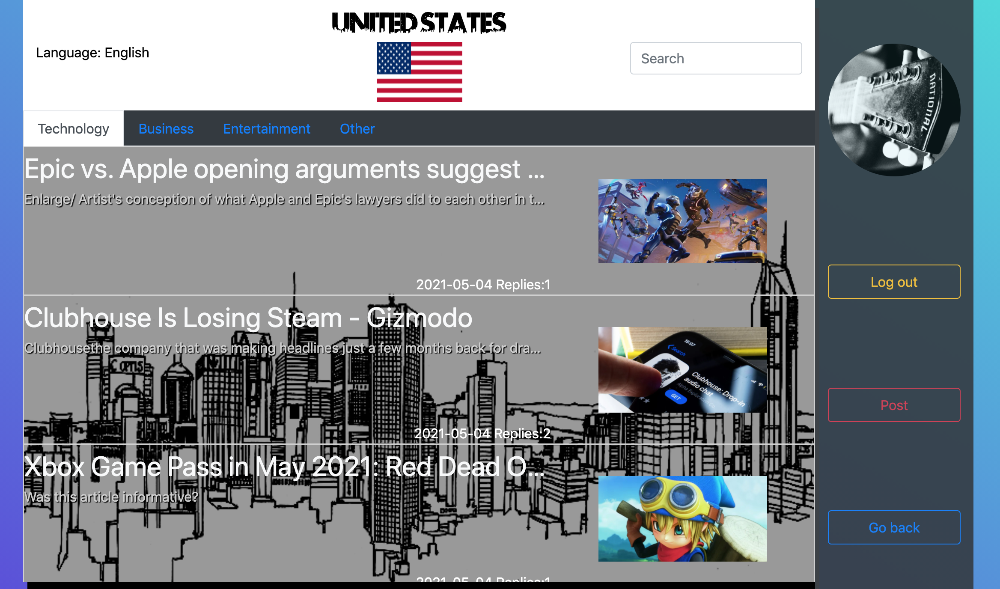 UNITED STATES
Language: English
Search
Technology
Business
Entertainment
Other
Epic vs. Apple opening arguments suggest ...
Enlarge/ Artist's conception of what Apple and Epic's lawyers did to each other in t...
2021-05-04 Replies:1
Clubhouse Is Losing Steam - Gizmodo
Clubhousethe company that was making headlines just a few months back for dra...
C OPTIS
15:07
Search
Clubhouse: Drop-in
audio chat
Alpha Exploration Co.
GET
2021-05-04 Replies:2
Xbox Game Pass in May 2021: Red Dead O...
Was this article informative?
2021-05-04 Replies:1
NATIONAL
Log out
Post
Go back